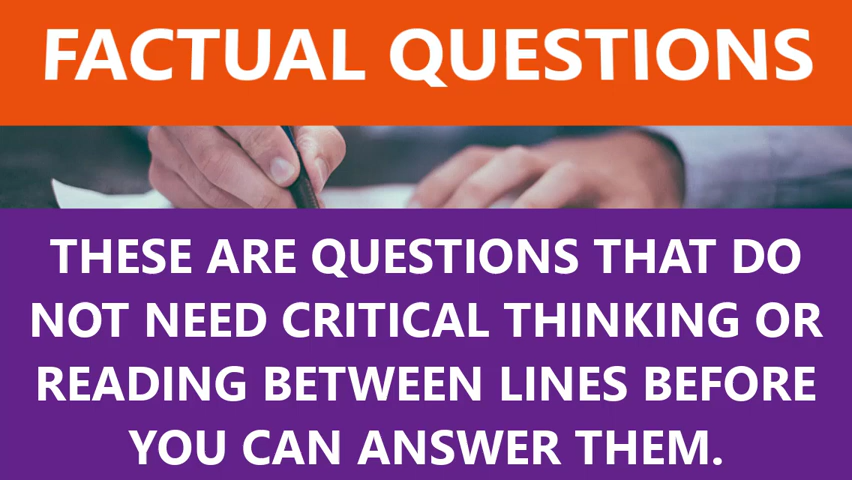 FACTUAL QUESTIONS
THESE ARE QUESTIONS THAT DO
NOT NEED CRITICAL THINKING OR
READING BETWEEN LINES BEFORE
YOU CAN ANSWER THEM.